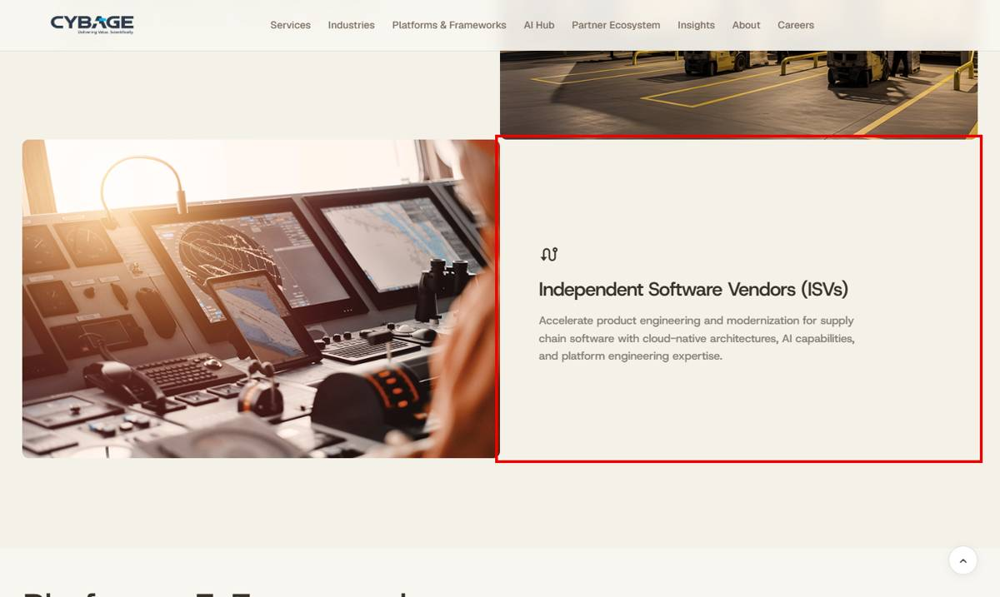 CYBAGE
Delivering Value. Scientifically.
Services Industries Platforms & Frameworks AI Hub Partner Ecosystem Insights About Careers
Independent Software Vendors (ISVs)
Accelerate product engineering and modernization for supply
chain software with cloud-native architectures, AI capabilities,
and platform engineering expertise.